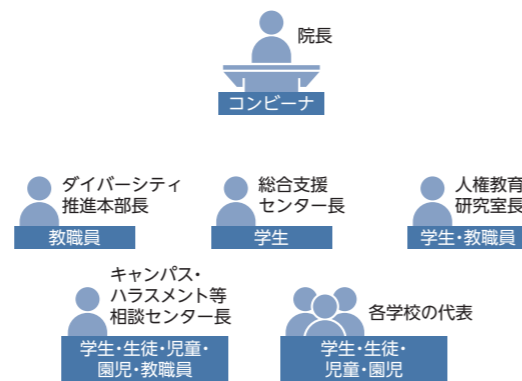 院長
コンビーナ
ダイバーシティ
推進本部長
教職員
総合支援
センター長
学生
人権教育
研究室長
学生・教職員
キャンパス・
ハラスメント等
相談センター長
学生・生徒・児童・
園児・教職員
各学校の代表
学生・生徒・
児童・園児